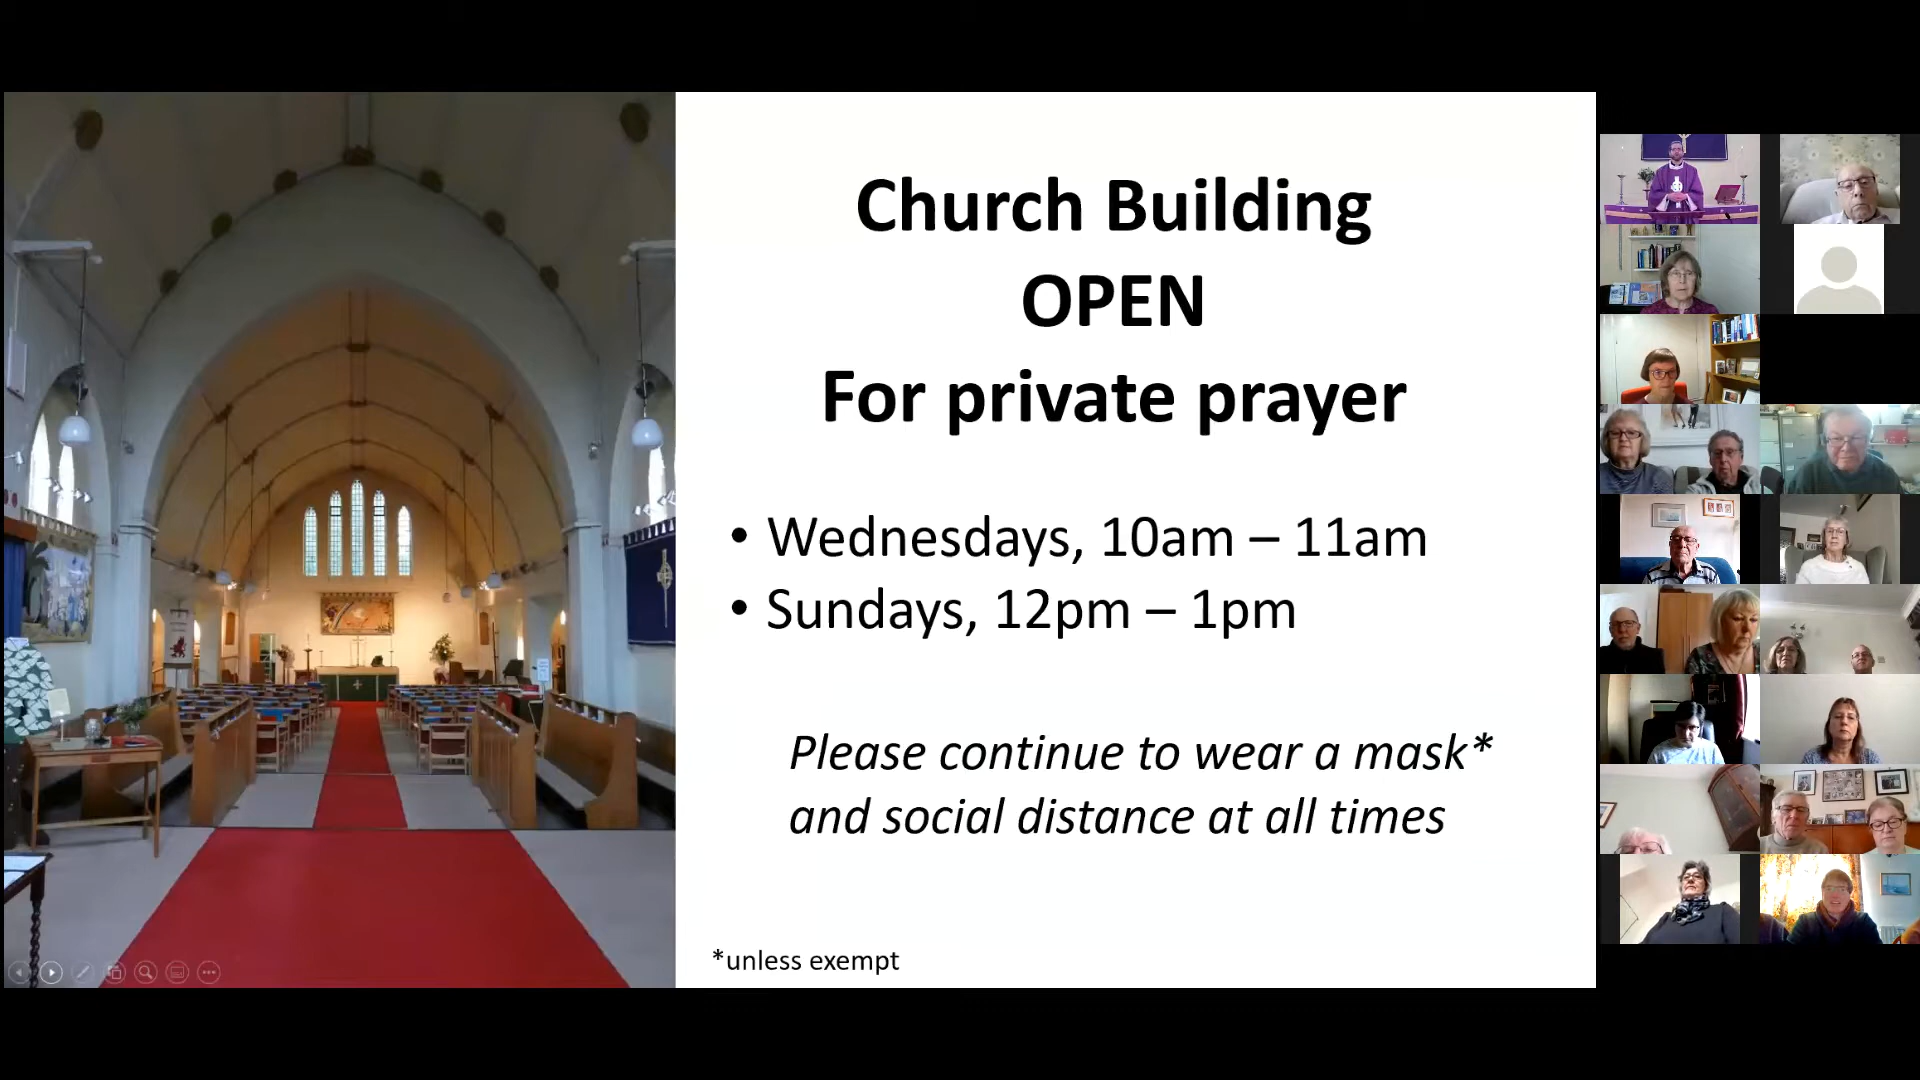 Church Building
OPEN
For private prayer
• Wednesdays, 10am – 11am
• Sundays, 12pm – 1pm
Please continue to wear a mask*
and social distance at all times
*unless exempt